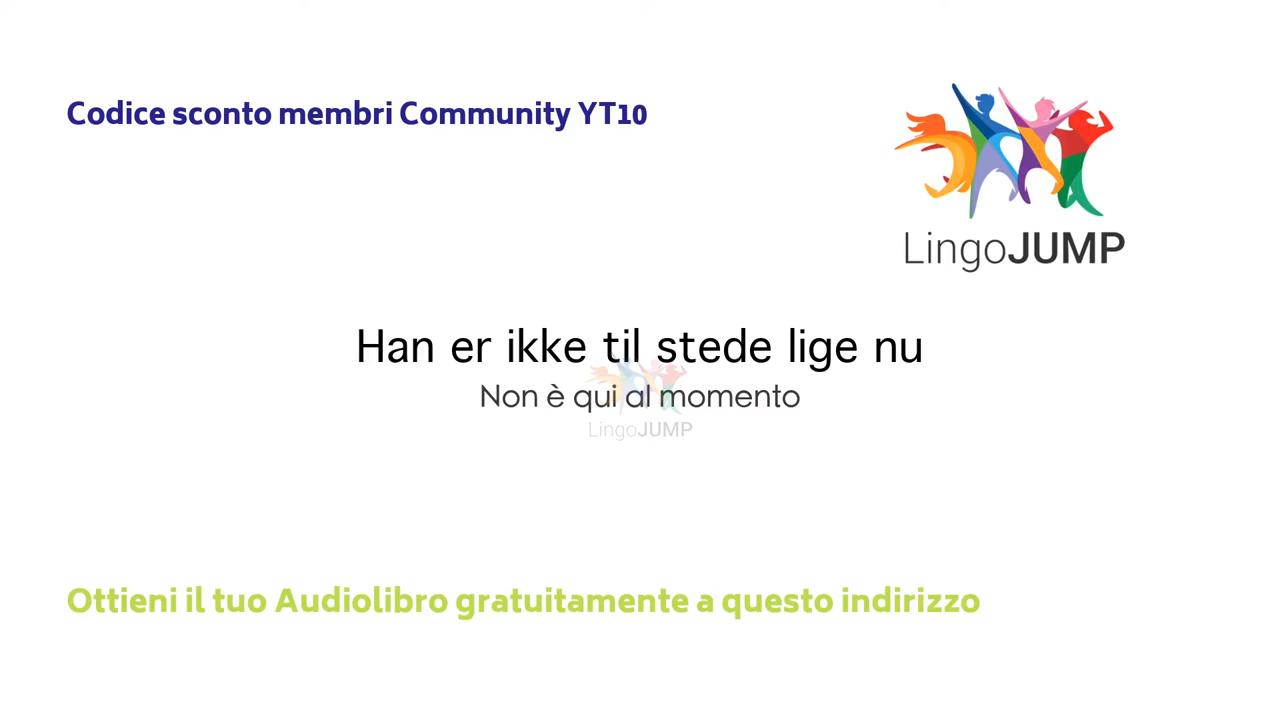 Codice sconto membri Community YT10
LingoJUMP
Han er ikke til stede lige nu
Non è qui al momento
LingoJUMP
Ottieni il tuo Audiolibro gratuitamente a questo indirizzo